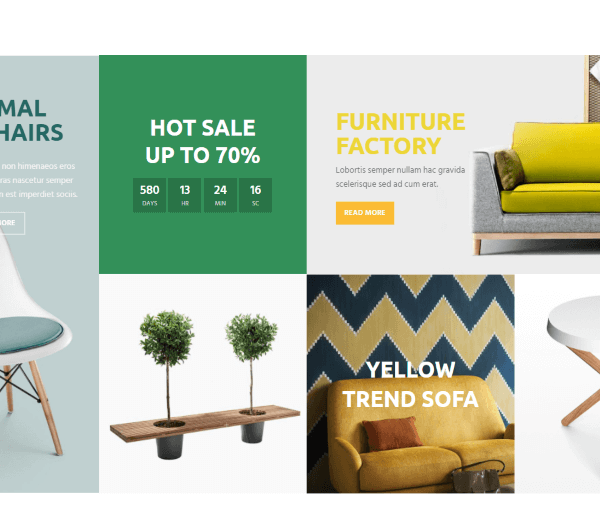 MAL
HAIRS
non himenaeos eros
ras nascetur semper
n est imperdiet sociis.
ORE
HOT SALE
UP TO 70%
580 13 24 16
DAYS HR MIN SC
FURNITURE
FACTORY
Lobortis semper nullam hac gravida
scelerisque sed ad cum erat.
READ MORE
YELLOW
TREND SOFA